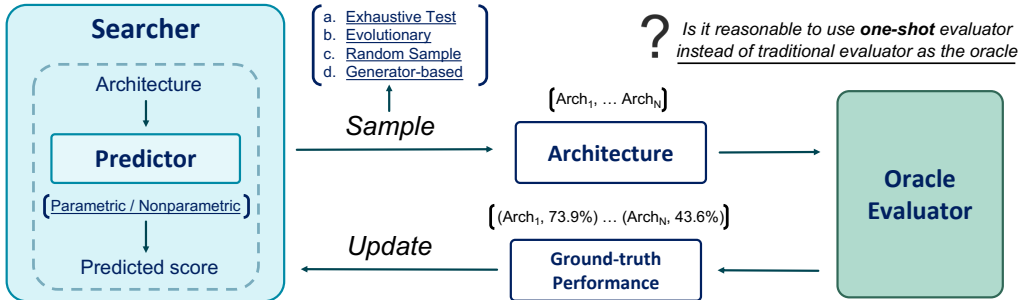 Searcher
Architecture
Predictor
[Parametric / Nonparametric]
Predicted score
a. Exhaustive Test
b. Evolutionary
c. Random Sample
d. Generator-based
Sample
Update
[Arch₁, … Arch_N]
Architecture
[(Arch₁, 73.9%) … (Arch_N, 43.6%)]
Ground-truth
Performance
? Is it reasonable to use one-shot evaluator
instead of traditional evaluator as the oracle
Oracle
Evaluator